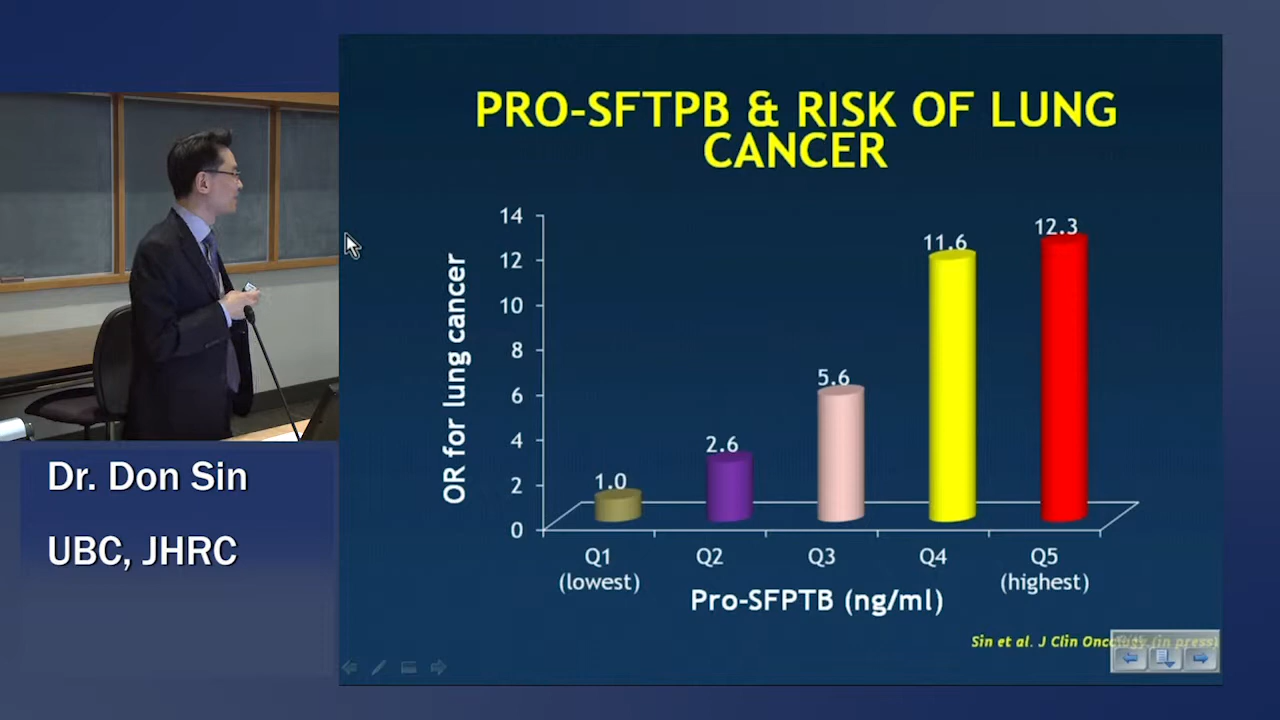 PRO-SFTPB & RISK OF LUNG
CANCER
OR for lung cancer
14
12
10
8
6
4
2
0
1.0
2.6
5.6
11.6
12.3
Q1
(lowest)
Q2
Q3
Q4
Q5
(highest)
Pro-SFPTB (ng/ml)
Sin et al. J Clin Oncology (in press)
Dr. Don Sin
UBC, JHRC